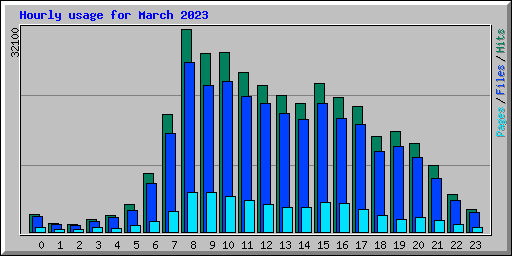 Hourly usage for March 2023
32100
Pages/Files/Hits
0 1 2 3 4 5 6 7 8 9 10 11 12 13 14 15 16 17 18 19 20 21 22 23